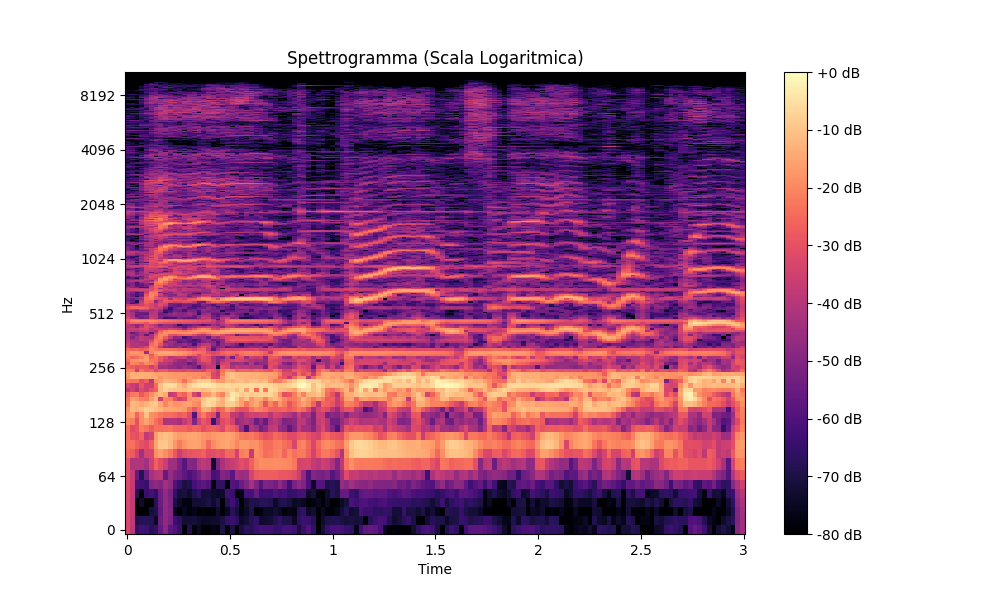 Spettrogramma (Scala Logaritmica)
Hz
8192
4096
2048
1024
512
256
128
64
0
0 0.5 1 1.5 2 2.5 3
Time
+0 dB
-10 dB
-20 dB
-30 dB
-40 dB
-50 dB
-60 dB
-70 dB
-80 dB